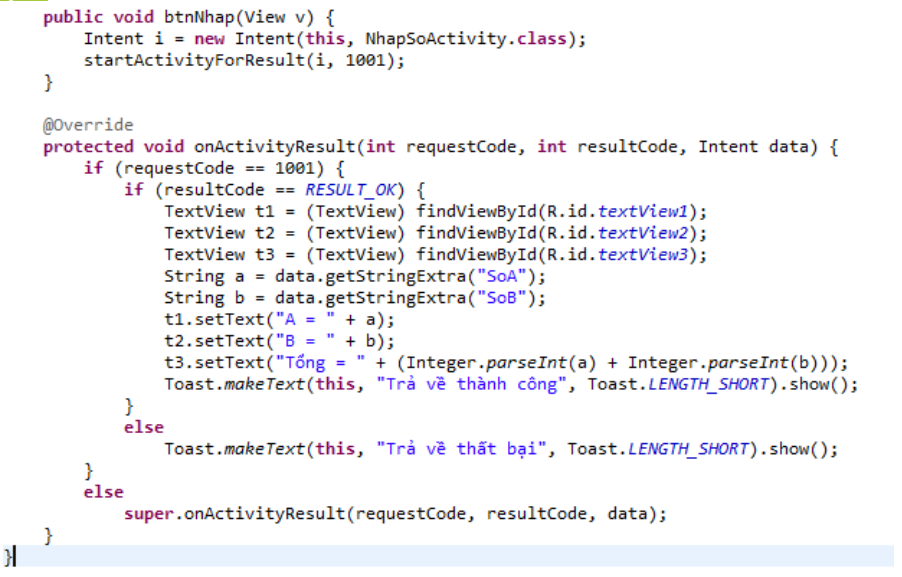 public void btnNhap(View v) {
Intent i = new Intent(this, NhapSoActivity.class);
startActivityForResult(i, 1001);
}
@Override
protected void onActivityResult(int requestCode, int resultCode, Intent data) {
if (requestCode == 1001) {
if (resultCode == RESULT_OK) {
TextView t1 = (TextView) findViewById(R.id.textView1);
TextView t2 = (TextView) findViewById(R.id.textView2);
TextView t3 = (TextView) findViewById(R.id.textView3);
String a = data.getStringExtra("SoA");
String b = data.getStringExtra("SoB");
t1.setText("A = " + a);
t2.setText("B = " + b);
t3.setText("Tổng = " + (Integer.parseInt(a) + Integer.parseInt(b)));
Toast.makeText(this, "Trả về thành công", Toast.LENGTH_SHORT).show();
}
else
Toast.makeText(this, "Trả về thất bại", Toast.LENGTH_SHORT).show();
}
else
super.onActivityResult(requestCode, resultCode, data);
}
}